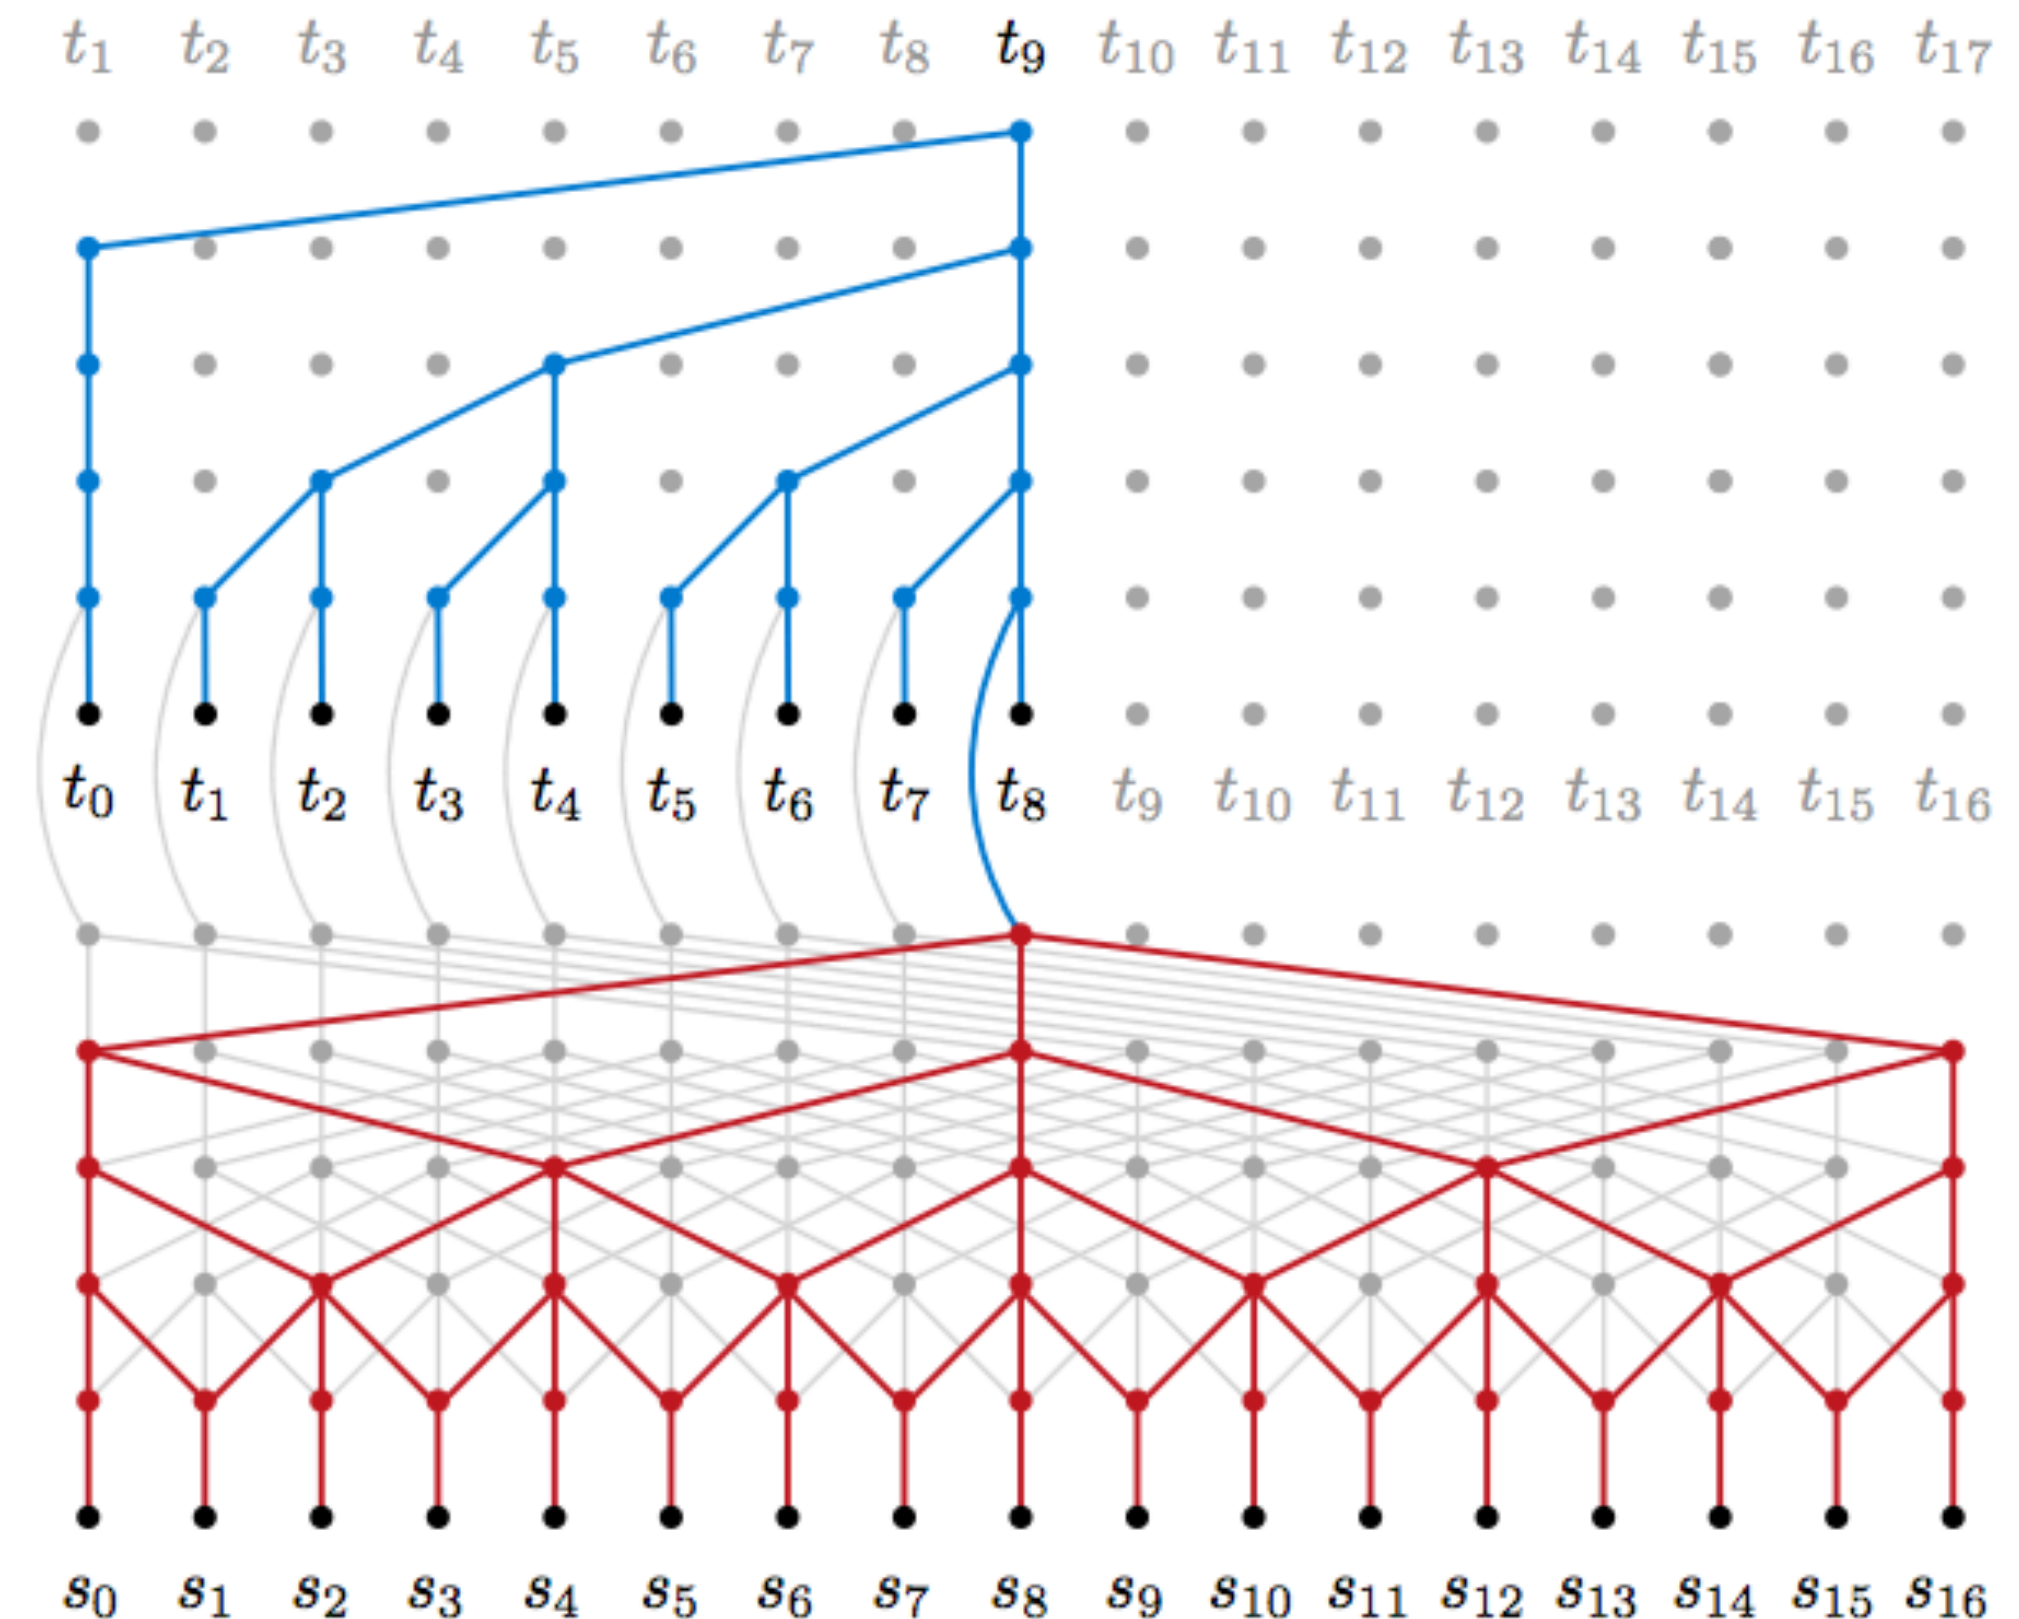 t₁ t₂ t₃ t₄ t₅ t₆ t₇ t₈ t₉ t₁₀ t₁₁ t₁₂ t₁₃ t₁₄ t₁₅ t₁₆ t₁₇
t₀ t₁ t₂ t₃ t₄ t₅ t₆ t₇ t₈ t₉ t₁₀ t₁₁ t₁₂ t₁₃ t₁₄ t₁₅ t₁₆
s₀ s₁ s₂ s₃ s₄ s₅ s₆ s₇ s₈ s₉ s₁₀ s₁₁ s₁₂ s₁₃ s₁₄ s₁₅ s₁₆